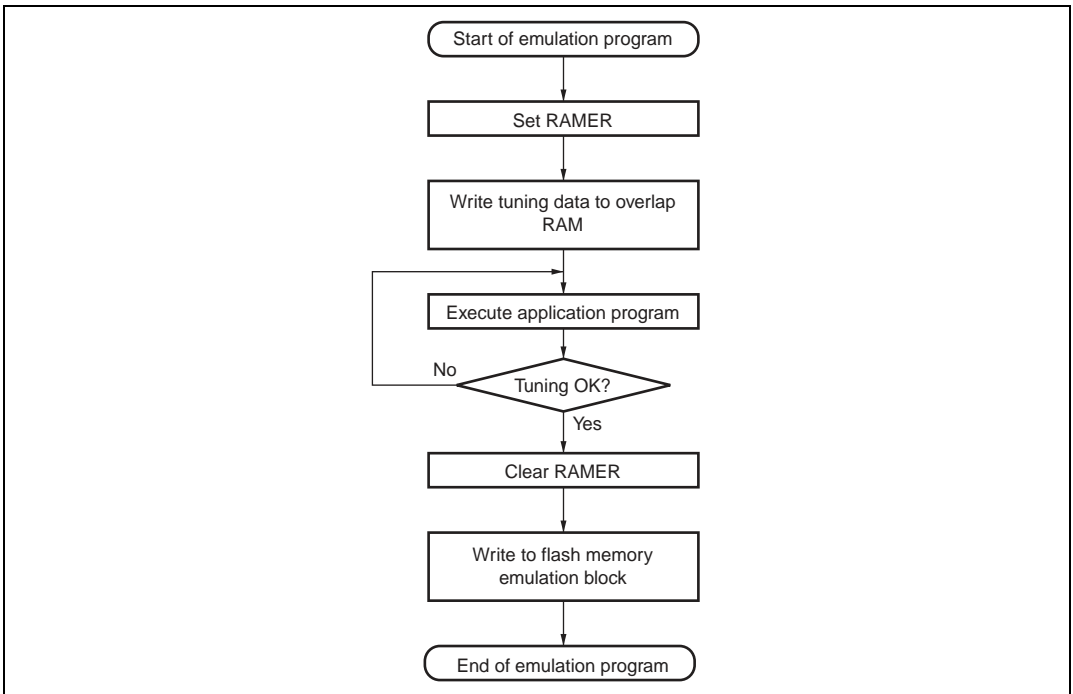 Start of emulation program
Set RAMER
Write tuning data to overlap
RAM
Execute application program
No
Tuning OK?
Yes
Clear RAMER
Write to flash memory
emulation block
End of emulation program